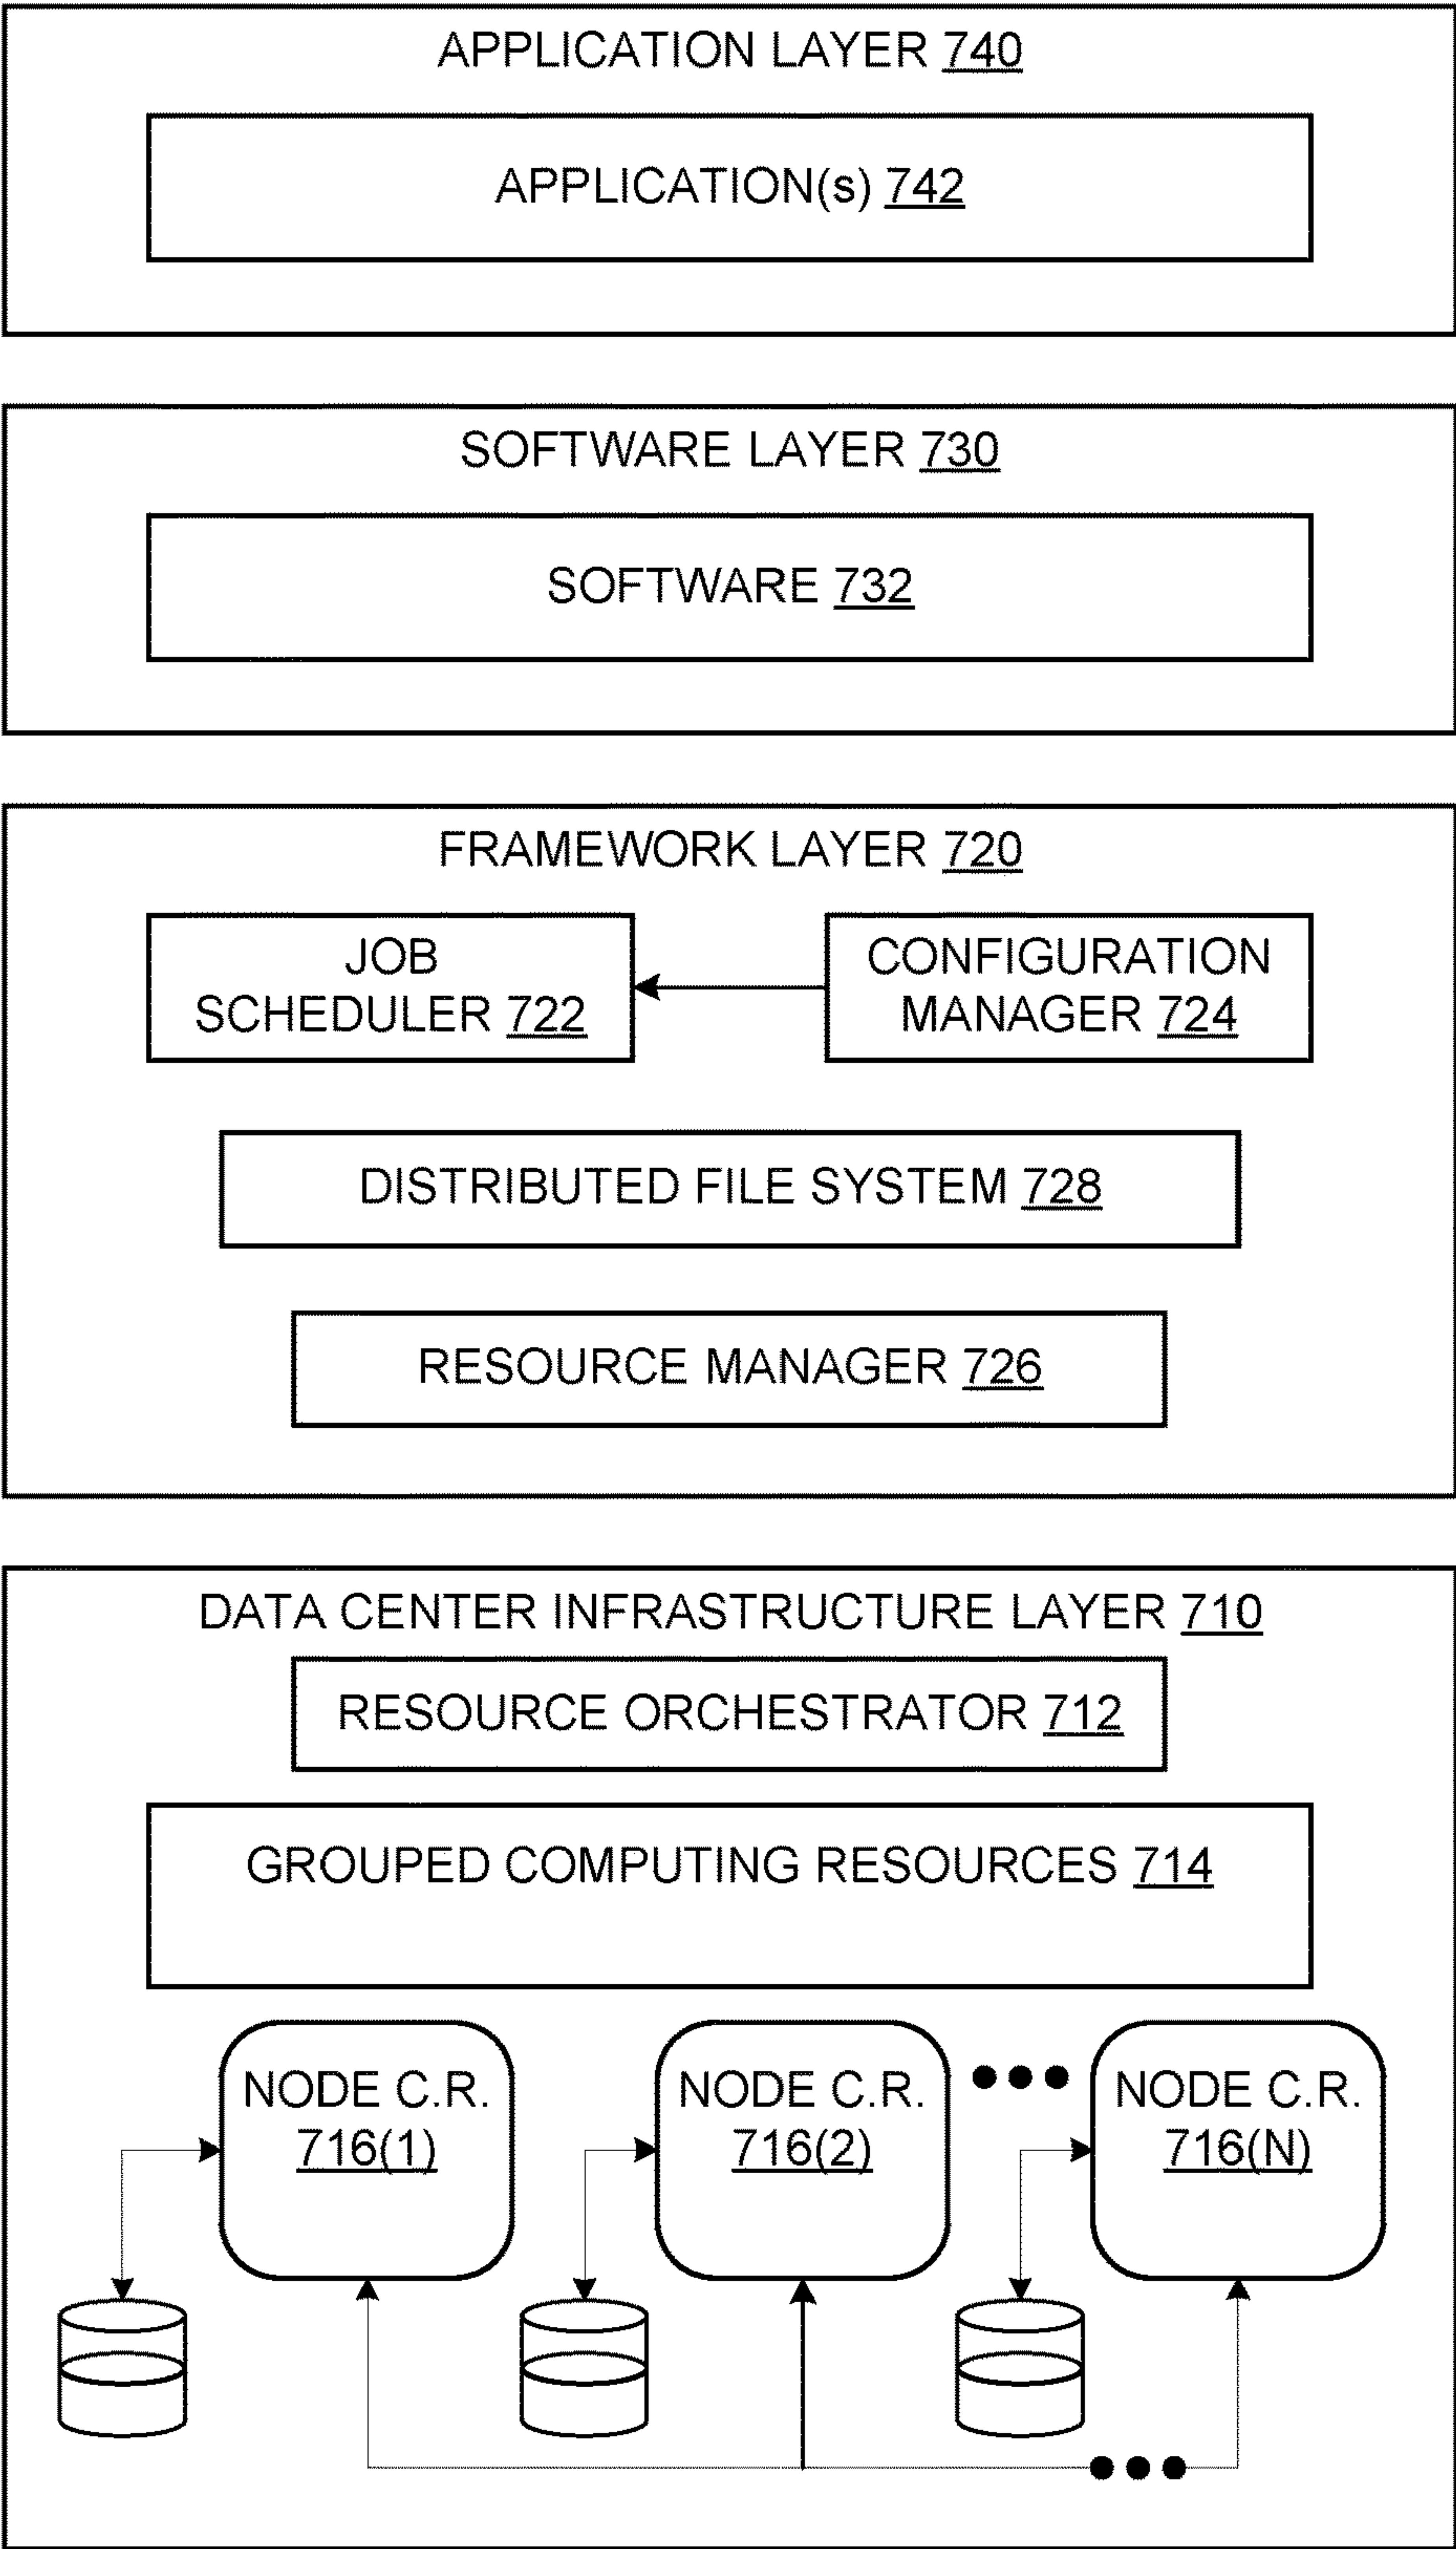 APPLICATION LAYER 740
APPLICATION(s) 742
SOFTWARE LAYER 730
SOFTWARE 732
FRAMEWORK LAYER 720
JOB
SCHEDULER 722
CONFIGURATION
MANAGER 724
DISTRIBUTED FILE SYSTEM 728
RESOURCE MANAGER 726
DATA CENTER INFRASTRUCTURE LAYER 710
RESOURCE ORCHESTRATOR 712
GROUPED COMPUTING RESOURCES 714
NODE C.R.
716(1)
NODE C.R.
716(2)
NODE C.R.
716(N)